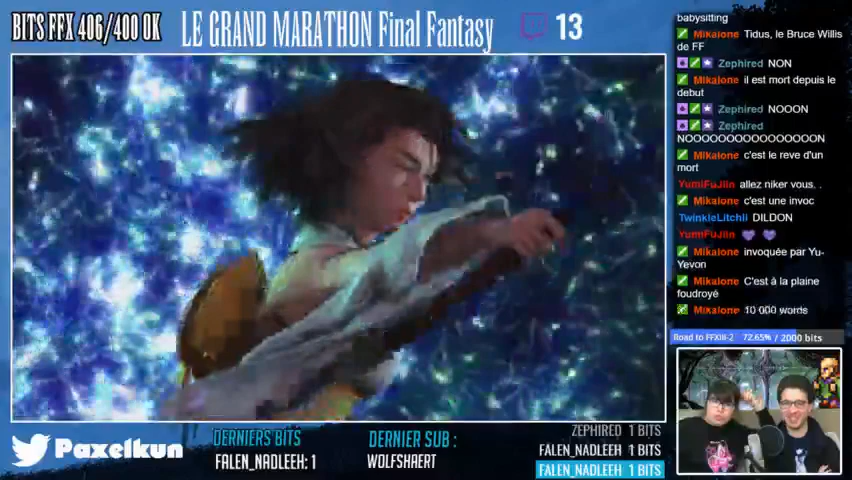 BITS FFX 406/400 OK
LE GRAND MARATHON Final Fantasy
13
babysitting
Mikalone Tidus, le Bruce Willis
de FF
Zephired NON
Mikalone il est mort depuis le
debut
Zephired NOOON
Zephired
NOOOOOOOOOOOOOOON
Mikalone c'est le reve d'un
mort
YumiFuJiin allez niker vous. .
Mikalone c'est une invoc
TwinkleLitchii DILDON
YumiFuJiin
Mikalone invoquée par Yu-
Yevon
Mikalone C'est à la plaine
foudroyé
Mikalone 10 000 words
Road to FFXIII-2 72.65% / 2000 bits
Paxelkun
DERNIERS BITS
FALEN_NADLEEH: 1
DERNIER SUB :
WOLFSHAERT
ZEPHIRED 1 BITS
FALEN_NADLEEH 1 BITS
FALEN_NADLEEH 1 BITS